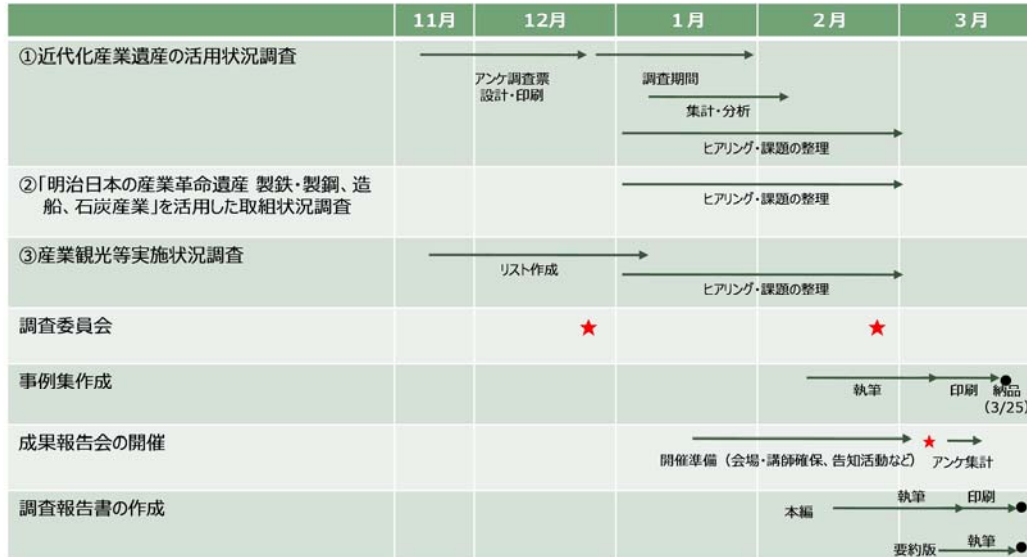 11月 12月 1月 2月 3月
①近代化産業遺産の活用状況調査
アンケ調査票
設計・印刷
調査期間
集計・分析
ヒアリング・課題の整理
②「明治日本の産業革命遺産 製鉄・製鋼、造
船、石炭産業」を活用した取組状況調査
ヒアリング・課題の整理
③産業観光等実施状況調査
リスト作成
ヒアリング・課題の整理
調査委員会
事例集作成
執筆
印刷
納品
(3/25)
成果報告会の開催
開催準備（会場・講師確保、告知活動など）
アンケ集計
調査報告書の作成
本編
執筆
印刷
要約版
執筆